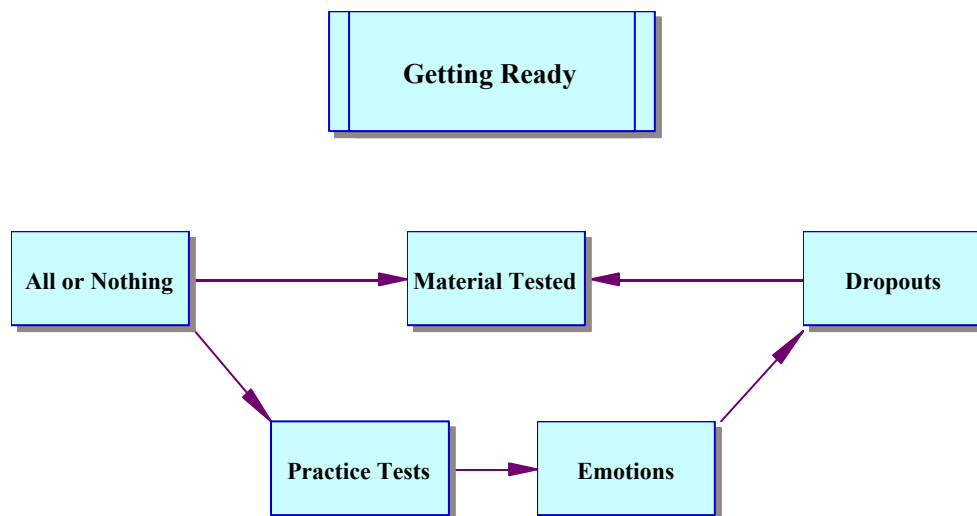 Getting Ready
All or Nothing
Material Tested
Dropouts
Practice Tests
Emotions